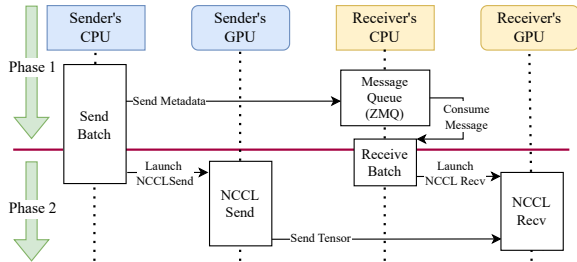 Sender's
CPU
Sender's
GPU
Receiver's
CPU
Receiver's
GPU
Phase 1
Send
Batch
Send Metadata
Message
Queue
(ZMQ)
Consume
Message
Receive
Batch
Phase 2
Launch
NCCLSend
NCCL
Send
Launch
NCCL Recv
NCCL
Recv
Send Tensor